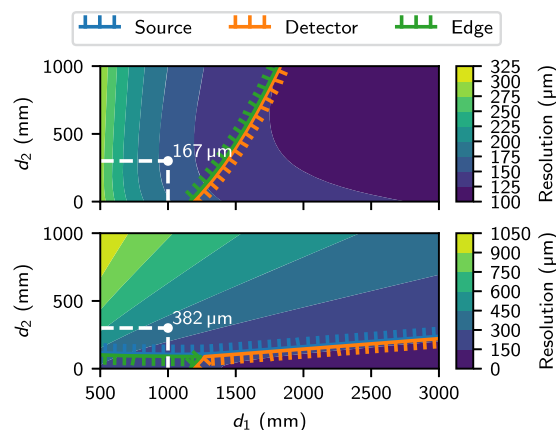 Source Detector Edge
1000
500
0
d2 (mm)
167 μm
325
300
275
250
225
200
175
150
125
100
Resolution (μm)
1000
500
0
d2 (mm)
382 μm
1050
900
750
600
450
300
150
0
Resolution (μm)
500 1000 1500 2000 2500 3000
d1 (mm)